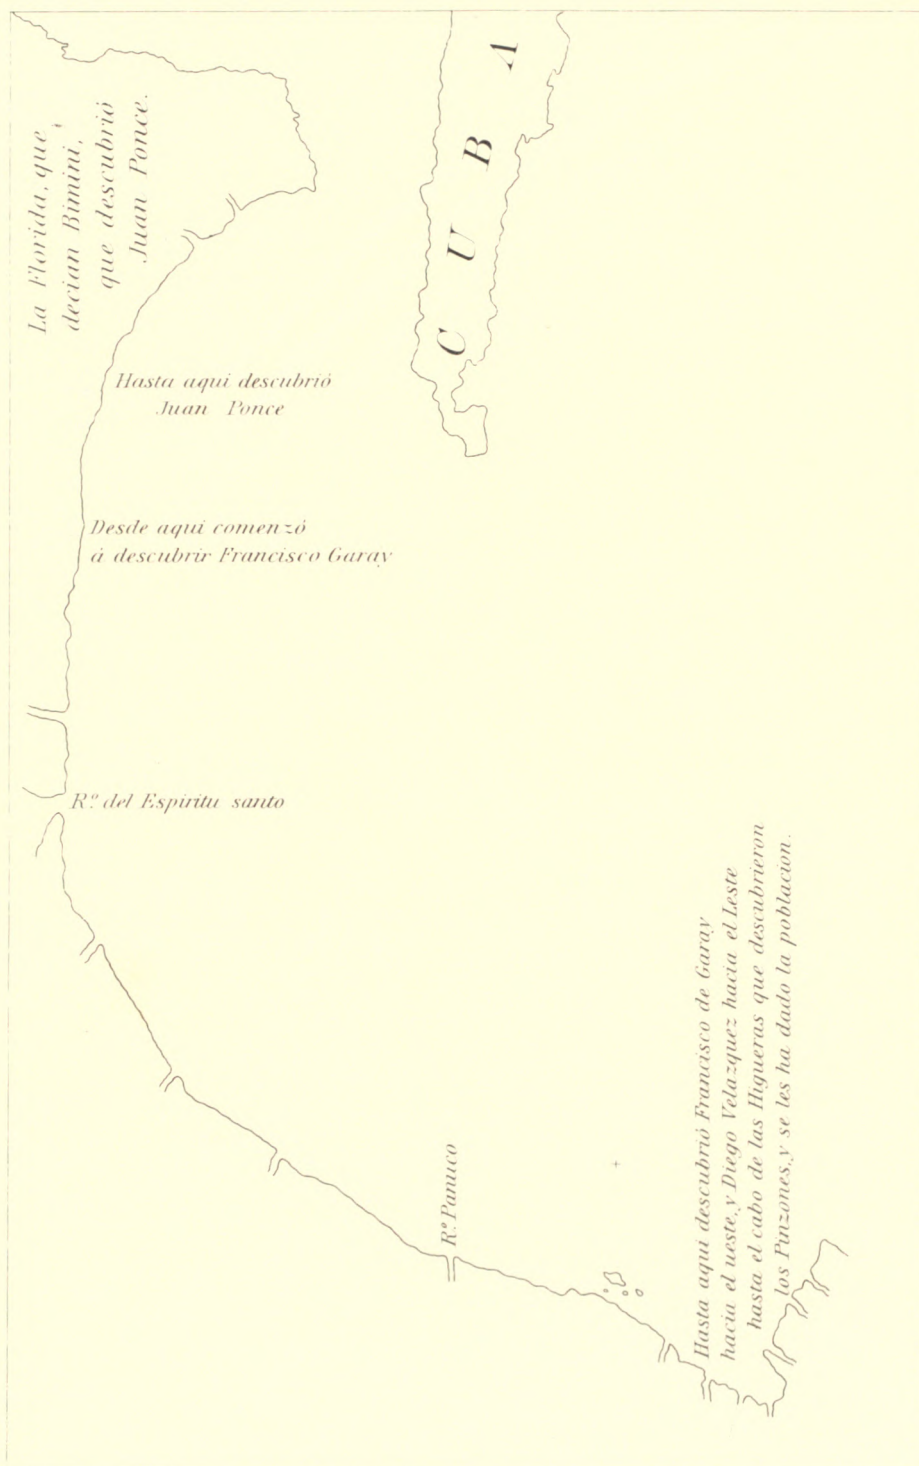 La Florida, que
decian Bimini,
que descubrió
Juan Ponce.
CUBA
Hasta aqui descubrió
Juan Ponce
Desde aqui comenzó
á descubrir Francisco Garay
R.º del Espiritu santo
R.º Panuco
Hasta aqui descubrió Francisco de Garay
hacia el ueste, y Diego Velazquez hacia el Leste
hasta el cabo de las Higueras que descubrieron
los Pinzones, y se les ha dado la poblacion.